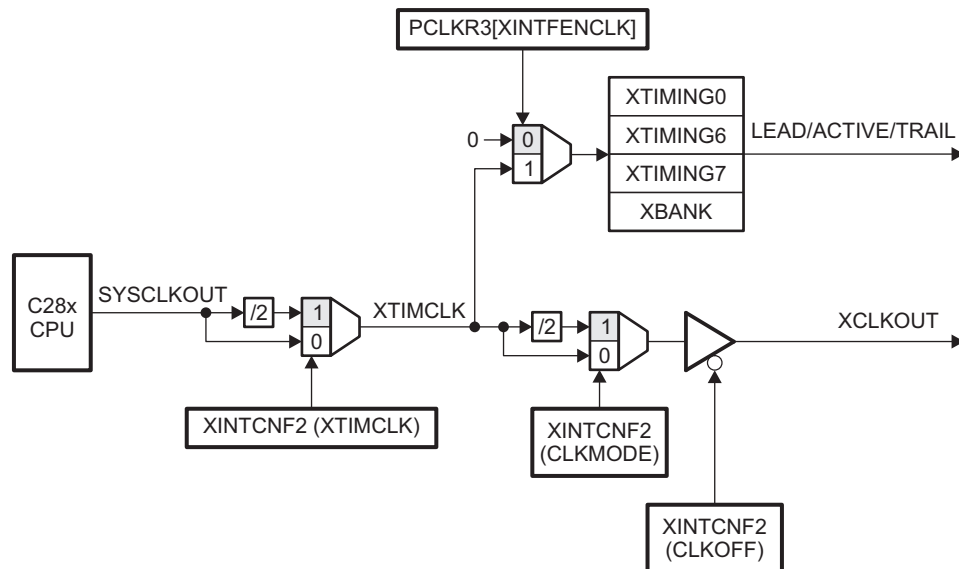 PCLKR3[XINTFENCLK]
XTIMING0
0
0
XTIMING6
LEAD/ACTIVE/TRAIL
1
XTIMING7
XBANK
C28x
CPU
SYSCLKOUT
/2
1
0
XTIMCLK
/2
1
0
XCLKOUT
XINTCNF2 (XTIMCLK)
XINTCNF2
(CLKMODE)
XINTCNF2
(CLKOFF)